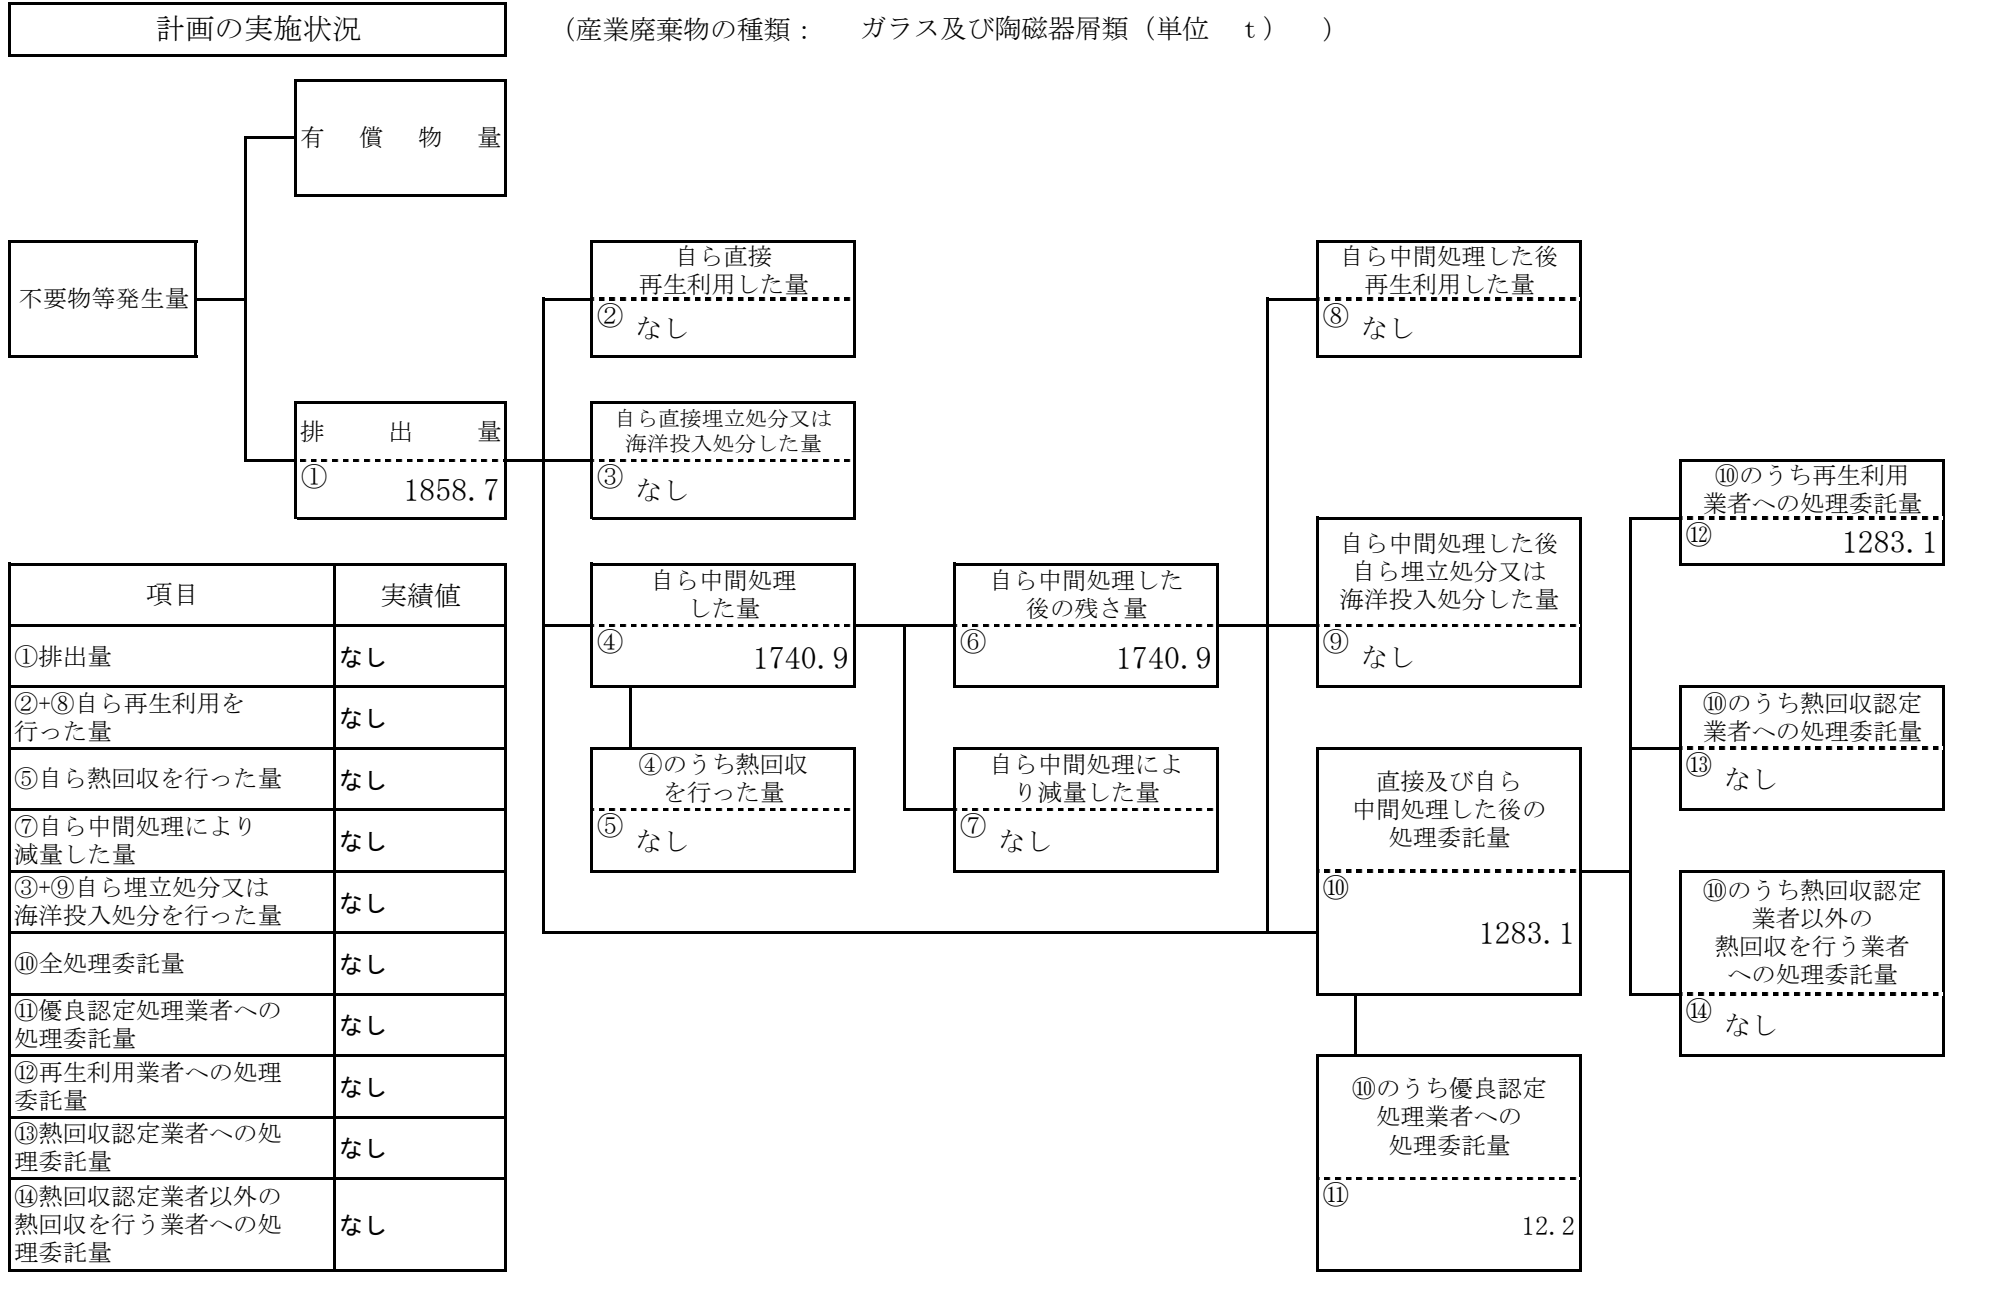 計画の実施状況
（産業廃棄物の種類： ガラス及び陶磁器屑類（単位 ｔ） ）
有償物量
不要物等発生量
排出量
①
1858.7
自ら直接
再生利用した量
②
なし
自ら直接埋立処分又は
海洋投入処分した量
③
なし
自ら中間処理
した量
④
1740.9
④のうち熱回収
を行った量
⑤
なし
自ら中間処理した
後の残さ量
⑥
1740.9
自ら中間処理によ
り減量した量
⑦
なし
自ら中間処理した後
再生利用した量
⑧
なし
自ら中間処理した後
自ら埋立処分又は
海洋投入処分した量
⑨
なし
直接及び自ら
中間処理した後の
処理委託量
⑩
1283.1
⑩のうち優良認定
処理業者への
処理委託量
⑪
12.2
⑩のうち再生利用
業者への処理委託量
⑫
1283.1
⑩のうち熱回収認定
業者への処理委託量
⑬
なし
⑩のうち熱回収認定
業者以外の
熱回収を行う業者
への処理委託量
⑭
なし
項目 実績値
①排出量 なし
②+⑧自ら再生利用を
行った量
なし
⑤自ら熱回収を行った量 なし
⑦自ら中間処理により
減量した量
なし
③+⑨自ら埋立処分又は
海洋投入処分を行った量
なし
⑩全処理委託量 なし
⑪優良認定処理業者への
処理委託量
なし
⑫再生利用業者への処理
委託量
なし
⑬熱回収認定業者への処
理委託量
なし
⑭熱回収認定業者以外の
熱回収を行う業者への処
理委託量
なし